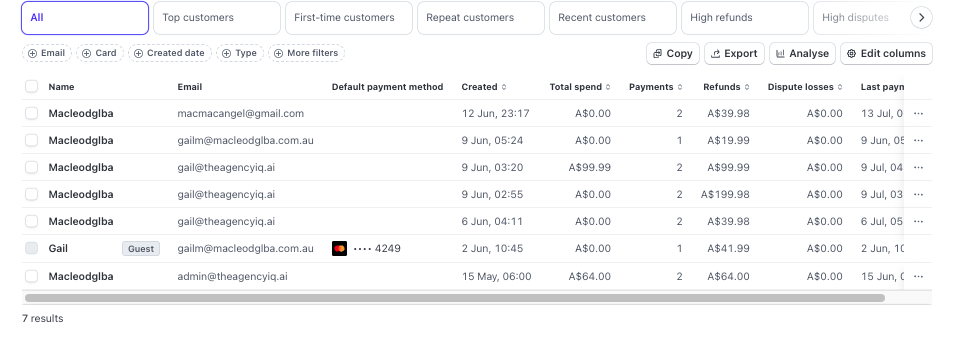 All
Top customers
First-time customers
Repeat customers
Recent customers
High refunds
High disputes
Email Card Created date Type More filters
Copy Export Analyse Edit columns
Name Email Default payment method Created Total spend Payments Refunds Dispute losses Last paym
Macleodglba macmacangel@gmail.com 12 Jun, 23:17 A$0.00 2 A$39.98 A$0.00 13 Jul, 0
Macleodglba gailm@macleodglba.com.au 9 Jun, 05:24 A$0.00 1 A$19.99 A$0.00 9 Jun, 05
Macleodglba gail@theagencyiq.ai 9 Jun, 03:20 A$99.99 2 A$99.99 A$0.00 9 Jul, 04
Macleodglba gail@theagencyiq.ai 9 Jun, 02:55 A$0.00 2 A$199.98 A$0.00 9 Jul, 03
Macleodglba gail@theagencyiq.ai 6 Jun, 04:11 A$0.00 2 A$39.98 A$0.00 6 Jul, 05
Gail Guest gailm@macleodglba.com.au •••• 4249 2 Jun, 10:45 A$0.00 1 A$41.99 A$0.00 2 Jun, 10
Macleodglba admin@theagencyiq.ai 15 May, 06:00 A$64.00 2 A$64.00 A$0.00 15 Jun, 0
7 results